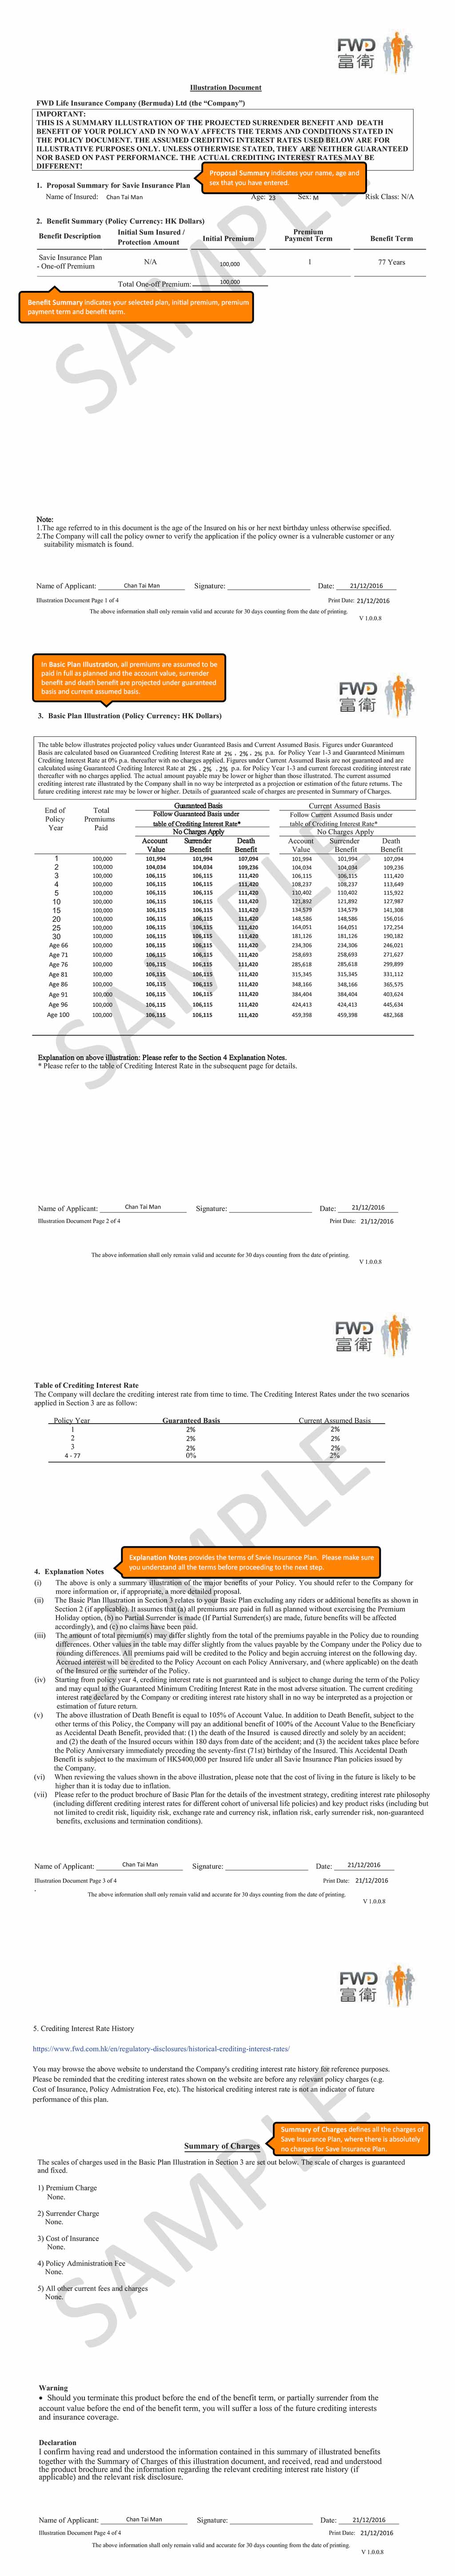 FWD
富衛
Illustration Document
FWD Life Insurance Company (Bermuda) Ltd (the “Company”)
IMPORTANT:
THIS IS A SUMMARY ILLUSTRATION OF THE PROJECTED SURRENDER BENEFIT AND DEATH
BENEFIT OF YOUR POLICY AND IN NO WAY AFFECTS THE TERMS AND CONDITIONS STATED IN
THE POLICY DOCUMENT. THE ASSUMED CREDITING INTEREST RATES USED BELOW ARE FOR
ILLUSTRATIVE PURPOSES ONLY. UNLESS OTHERWISE STATED, THEY ARE NEITHER GUARANTEED
NOR BASED ON PAST PERFORMANCE. THE ACTUAL CREDITING INTEREST RATES MAY BE
DIFFERENT!
Proposal Summary indicates your name, age and
sex that you have entered.
1. Proposal Summary for Savie Insurance Plan
Name of Insured: Chan Tai Man Age: 23 Sex: M Risk Class: N/A
2. Benefit Summary (Policy Currency: HK Dollars)
Benefit Description Initial Sum Insured / Protection Amount Initial Premium Premium Payment Term Benefit Term
Savie Insurance Plan
- One-off Premium N/A 100,000 1 77 Years
Total One-off Premium: 100,000
Benefit Summary indicates your selected plan, initial premium, premium
payment term and benefit term.
SAMPLE
Note:
1.The age referred to in this document is the age of the Insured on his or her next birthday unless otherwise specified.
2.The Company will call the policy owner to verify the application if the policy owner is a vulnerable customer or any
suitability mismatch is found.
Name of Applicant: Chan Tai Man Signature: Date: 21/12/2016
Illustration Document Page 1 of 4 Print Date: 21/12/2016
The above information shall only remain valid and accurate for 30 days counting from the date of printing.
V 1.0.0.8
In Basic Plan Illustration, all premiums are assumed to be
paid in full as planned and the account value, surrender
benefit and death benefit are projected under guaranteed
basis and current assumed basis.
FWD
富衛
3. Basic Plan Illustration (Policy Currency: HK Dollars)
The table below illustrates projected policy values under Guaranteed Basis and Current Assumed Basis. Figures under Guaranteed
Basis are calculated based on Guaranteed Crediting Interest Rate at 2% , 2% , 2% p.a. for Policy Year 1-3 and Guaranteed Minimum
Crediting Interest Rate at 0% p.a. thereafter with no charges applied. Figures under Current Assumed Basis are not guaranteed and are
calculated using Guaranteed Crediting Interest Rate at 2% , 2% , 2% p.a. for Policy Year 1-3 and current forecast crediting interest rate
thereafter with no charges applied. The actual amount payable may be lower or higher than those illustrated. The current assumed
crediting interest rate illustrated by the Company shall in no way be interpreted as a projection or estimation of the future returns. The
future crediting interest rate may be lower or higher. Details of guaranteed scale of charges are presented in Summary of Charges.
End of Policy Year Total Premiums Paid Guaranteed Basis Current Assumed Basis
Follow Guaranteed Basis under Follow Current Assumed Basis under
table of Crediting Interest Rate* table of Crediting Interest Rate*
No Charges Apply No Charges Apply
Account Value Surrender Benefit Death Benefit Account Value Surrender Benefit Death Benefit
1 100,000 101,994 101,994 107,094 101,994 101,994 107,094
2 100,000 104,034 104,034 109,236 104,034 104,034 109,236
3 100,000 106,115 106,115 111,420 106,115 106,115 111,420
4 100,000 106,115 106,115 111,420 108,237 108,237 113,649
5 100,000 106,115 106,115 111,420 110,402 110,402 115,922
10 100,000 106,115 106,115 111,420 121,892 121,892 127,987
15 100,000 106,115 106,115 111,420 134,579 134,579 141,308
20 100,000 106,115 106,115 111,420 148,586 148,586 156,016
25 100,000 106,115 106,115 111,420 164,051 164,051 172,254
30 100,000 106,115 106,115 111,420 181,126 181,126 190,182
Age 66 100,000 106,115 106,115 111,420 234,306 234,306 246,021
Age 71 100,000 106,115 106,115 111,420 258,693 258,693 271,627
Age 76 100,000 106,115 106,115 111,420 285,618 285,618 299,899
Age 81 100,000 106,115 106,115 111,420 315,345 315,345 331,112
Age 86 100,000 106,115 106,115 111,420 348,166 348,166 365,575
Age 91 100,000 106,115 106,115 111,420 384,404 384,404 403,624
Age 96 100,000 106,115 106,115 111,420 424,413 424,413 445,634
Age 100 100,000 106,115 106,115 111,420 459,398 459,398 482,368
SAMPLE
Explanation on above illustration: Please refer to the Section 4 Explanation Notes.
* Please refer to the table of Crediting Interest Rate in the subsequent page for details.
Name of Applicant: Chan Tai Man Signature: Date: 21/12/2016
Illustration Document Page 2 of 4 Print Date: 21/12/2016
The above information shall only remain valid and accurate for 30 days counting from the date of printing.
V 1.0.0.8
FWD
富衛
Table of Crediting Interest Rate
The Company will declare the crediting interest rate from time to time. The Crediting Interest Rates under the two scenarios
applied in Section 3 are as follow:
Policy Year Guaranteed Basis Current Assumed Basis
1 2% 2%
2 2% 2%
3 2% 2%
4 - 77 0% 2%
SAMPLE
Explanation Notes provides the terms of Savie Insurance Plan. Please make sure
you understand all the terms before proceeding to the next step.
4. Explanation Notes
(i) The above is only a summary illustration of the major benefits of your Policy. You should refer to the Company for
more information or, if appropriate, a more detailed proposal.
(ii) The Basic Plan Illustration in Section 3 relates to your Basic Plan excluding any riders or additional benefits as shown in
Section 2 (if applicable). It assumes that (a) all premiums are paid in full as planned without exercising the Premium
Holiday option, (b) no Partial Surrender is made (If Partial Surrender(s) are made, future benefits will be affected
accordingly), and (c) no claims have been paid.
(iii) The amount of total premium(s) may differ slightly from the total of the premiums payable in the Policy due to rounding
differences. Other values in the table may differ slightly from the values payable by the Company under the Policy due to
rounding differences. All premiums paid will be credited to the Policy and begin accruing interest on the following day.
Accrued interest will be credited to the Policy Account on each Policy Anniversary, and (where applicable) on the death
of the Insured or the surrender of the Policy.
(iv) Starting from policy year 4, crediting interest rate is not guaranteed and is subject to change during the term of the Policy
and may equal to the Guaranteed Minimum Crediting Interest Rate in the most adverse situation. The current crediting
interest rate declared by the Company or crediting interest rate history shall in no way be interpreted as a projection or
estimation of future return.
(v) The above illustration of Death Benefit is equal to 105% of Account Value. In addition to Death Benefit, subject to the
other terms of this Policy, the Company will pay an additional benefit of 100% of the Account Value to the Beneficiary
as Accidental Death Benefit, provided that: (1) the death of the Insured is caused directly and solely by an accident;
and (2) the death of the Insured occurs within 180 days from date of the accident; and (3) the accident takes place before
the Policy Anniversary immediately preceding the seventy-first (71st) birthday of the Insured. This Accidental Death
Benefit is subject to the maximum of HK$400,000 per Insured life under all Savie Insurance Plan policies issued by
the Company.
(vi) When reviewing the values shown in the above illustration, please note that the cost of living in the future is likely to be
higher than it is today due to inflation.
(vii) Please refer to the product brochure of Basic Plan for the details of the investment strategy, crediting interest rate philosophy
(including different crediting interest rates for different cohort of universal life policies) and key product risks (including but
not limited to credit risk, liquidity risk, exchange rate and currency risk, inflation risk, early surrender risk, non-guaranteed
benefits, exclusions and termination conditions).
Name of Applicant: Chan Tai Man Signature: Date: 21/12/2016
Illustration Document Page 3 of 4 Print Date: 21/12/2016
The above information shall only remain valid and accurate for 30 days counting from the date of printing.
V 1.0.0.8
FWD
富衛
5. Crediting Interest Rate History
https://www.fwd.com.hk/en/regulatory-disclosures/historical-crediting-interest-rates/
You may browse the above website to understand the Company's crediting interest rate history for reference purposes.
Please be reminded that the crediting interest rates shown on the website are before any relevant policy charges (e.g.
Cost of Insurance, Policy Admistration Fee, etc). The historical crediting interest rate is not an indicator of future
performance of this plan.
Summary of Charges defines all the charges of
Save Insurance Plan, where there is absolutely
no charges for Save Insurance Plan.
Summary of Charges
The scales of charges used in the Basic Plan Illustration in Section 3 are set out below. The scale of charges is guaranteed
and fixed.
1) Premium Charge
None.
2) Surrender Charge
None.
3) Cost of Insurance
None.
4) Policy Administration Fee
None.
5) All other current fees and charges
None.
SAMPLE
Warning
• Should you terminate this product before the end of the benefit term, or partially surrender from the
account value before the end of the benefit term, you will suffer a loss of the future crediting interests
and insurance coverage.
Declaration
I confirm having read and understood the information contained in this summary of illustrated benefits
together with the Summary of Charges of this illustration document, and received, read and understood
the product brochure and the information regarding the relevant crediting interest rate history (if
applicable) and the relevant risk disclosure.
Name of Applicant: Chan Tai Man Signature: Date: 21/12/2016
Illustration Document Page 4 of 4 Print Date: 21/12/2016
The above information shall only remain valid and accurate for 30 days counting from the date of printing.
V 1.0.0.8